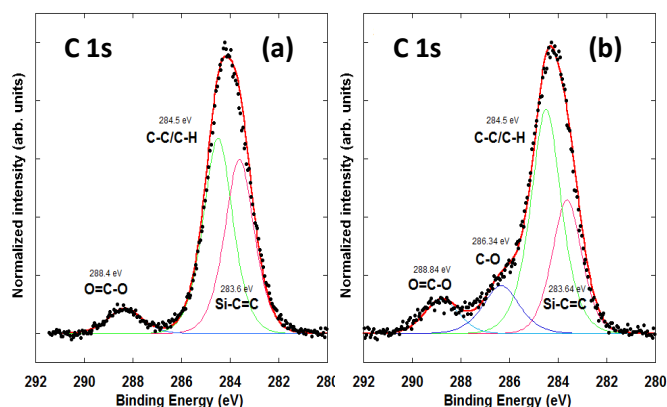 C 1s
(a)
284.5 eV
C-C/C-H
288.4 eV
O=C-O
283.6 eV
Si-C=C
Normalized intensity (arb. units)
292 290 288 286 284 282 280
Binding Energy (eV)
C 1s
(b)
284.5 eV
C-C/C-H
286.34 eV
C-O
288.84 eV
O=C-O
283.64 eV
Si-C=C
Normalized intensity (arb. units)
292 290 288 286 284 282 280
Binding Energy (eV)